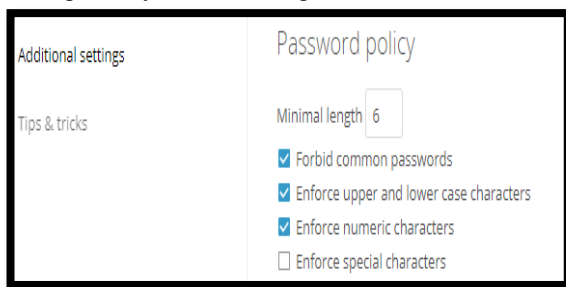 Additional settings
Tips & tricks
Password policy
Minimal length 6
Forbid common passwords
Enforce upper and lower case characters
Enforce numeric characters
Enforce special characters